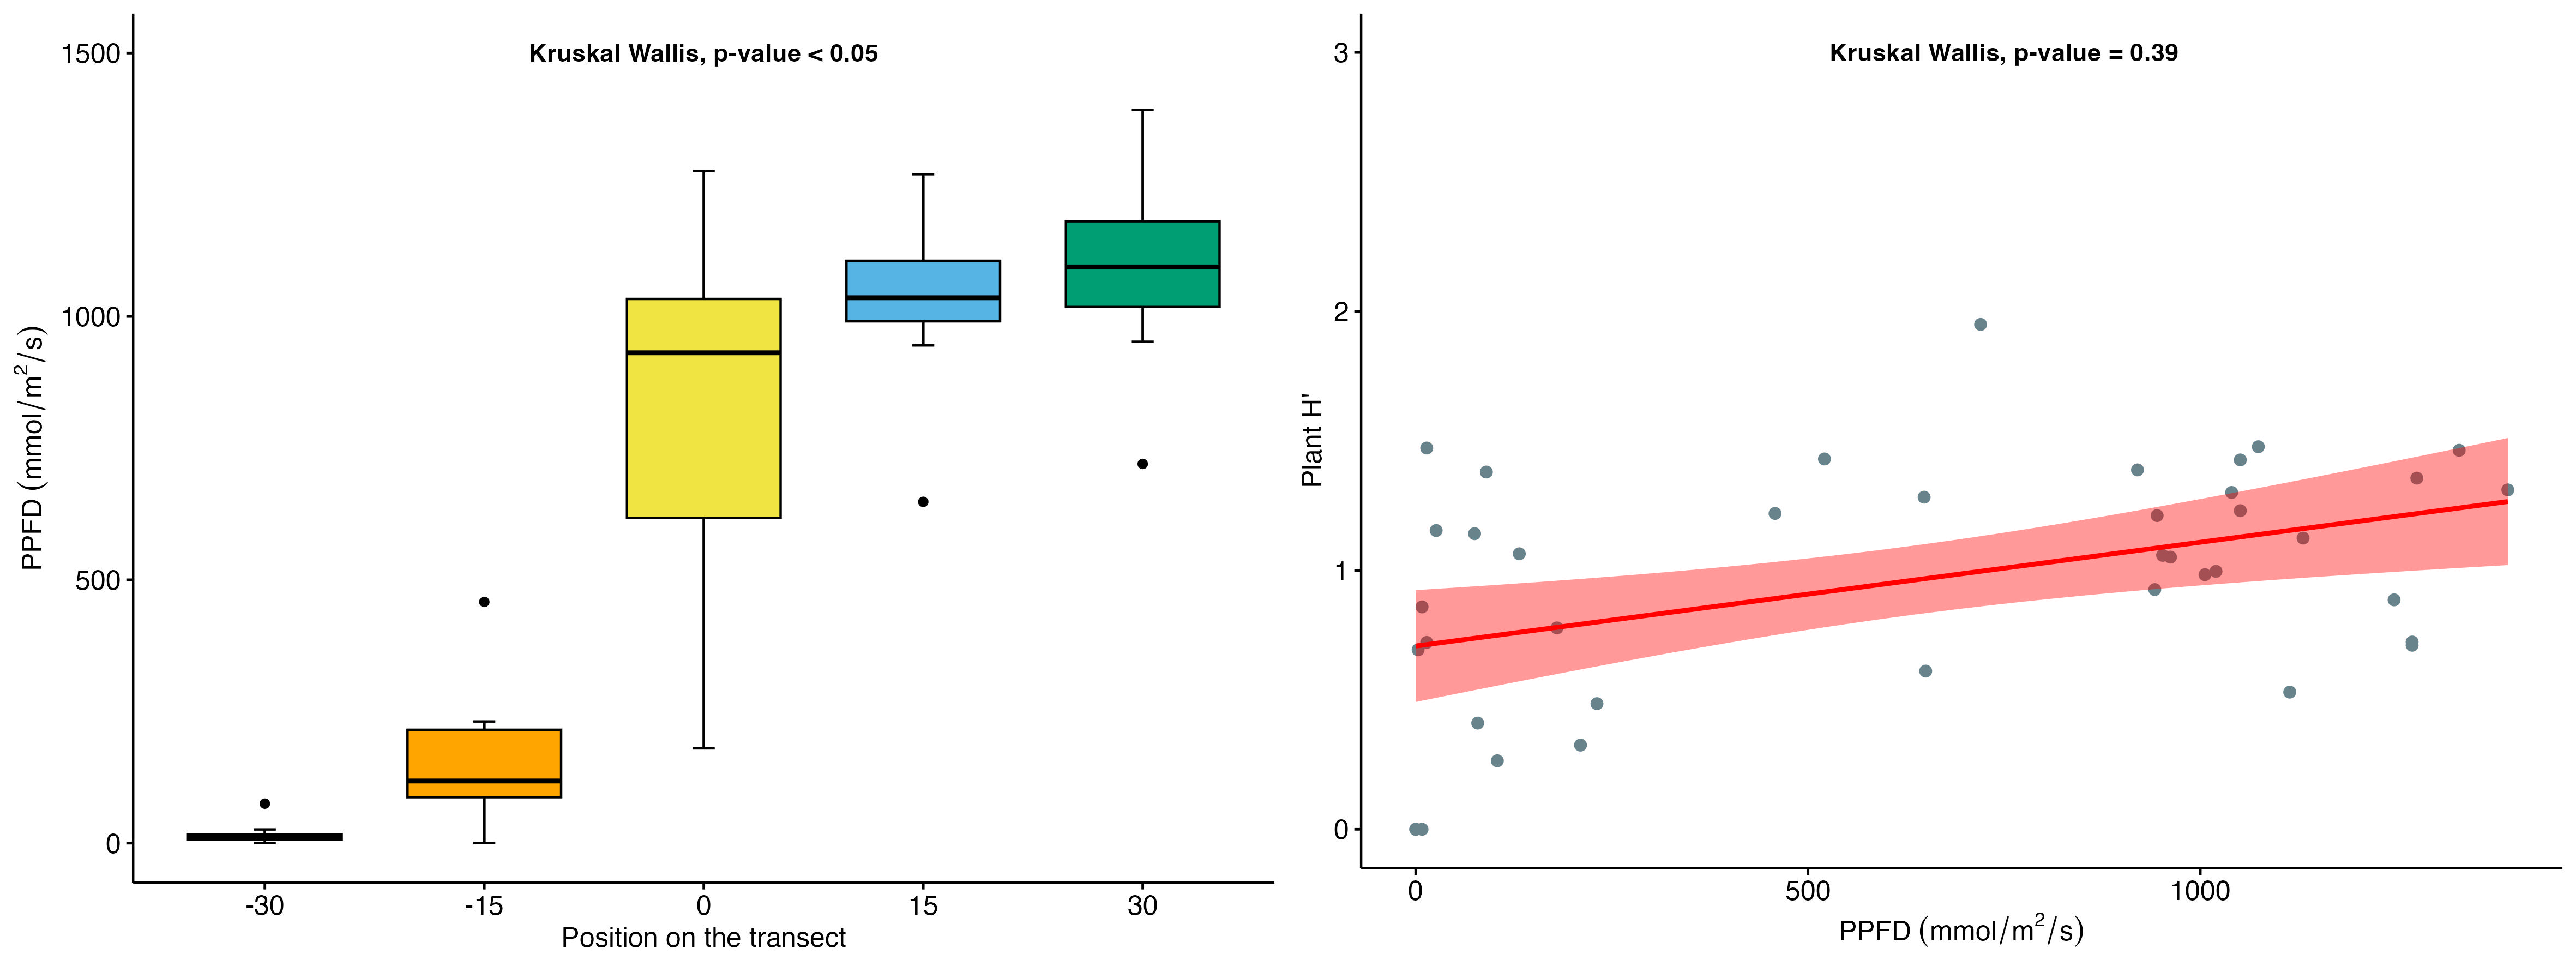 Kruskal Wallis, p-value < 0.05
1500
1000
500
0
PPFD (mmol/m²/s)
-30 -15 0 15 30
Position on the transect
Kruskal Wallis, p-value = 0.39
3
2
1
0
Plant H'
0 500 1000
PPFD (mmol/m²/s)